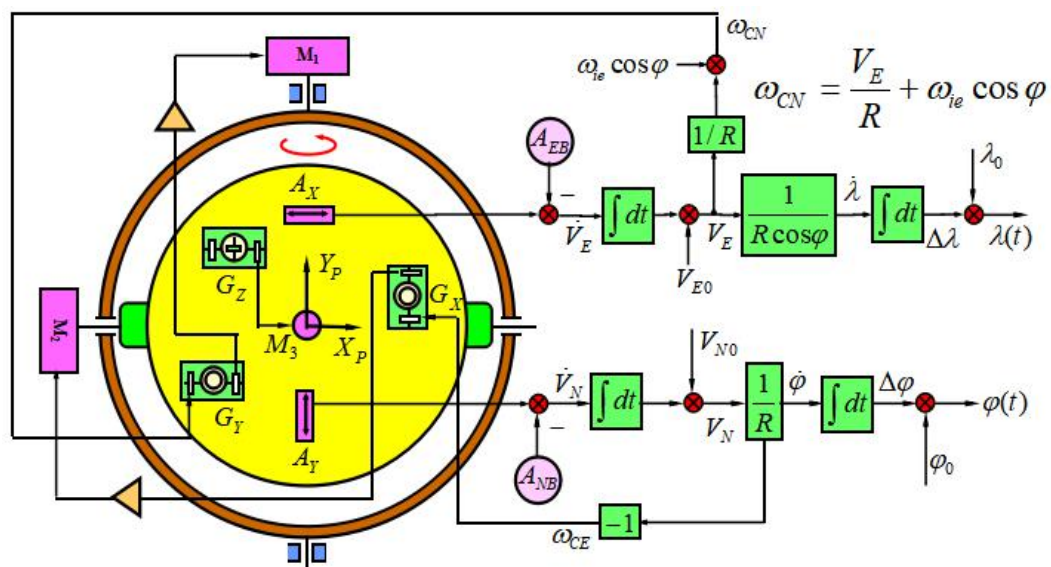 ω_CN
M₁
ω_ie cosφ
ω_CN = V_E/R + ω_ie cos φ
1/R
A_EB
λ₀
A_X
−
V̇_E
∫dt
V_E
1/(R cosφ)
λ̇
∫dt
Δλ
λ(t)
V_E0
G_Z
Y_P
G_X
M₃
X_P
M₂
V_N0
G_Y
A_Y
V̇_N
−
∫dt
V_N
1/R
φ̇
∫dt
Δφ
φ(t)
A_NB
φ₀
ω_CE
−1